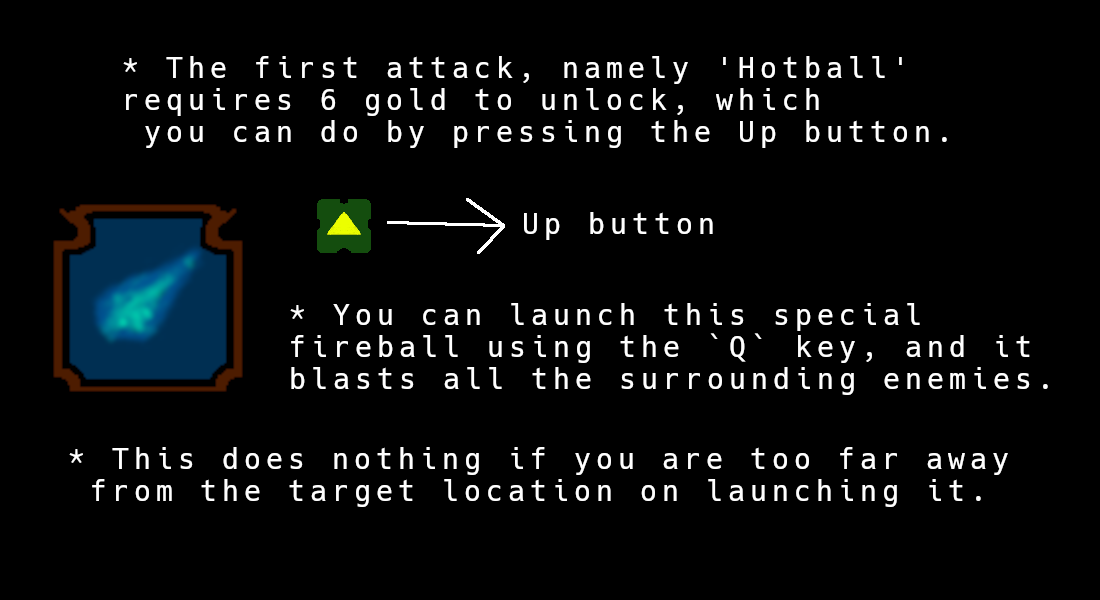 * The first attack, namely 'Hotball'
requires 6 gold to unlock, which
you can do by pressing the Up button.
Up button
* You can launch this special
fireball using the `Q` key, and it
blasts all the surrounding enemies.
* This does nothing if you are too far away
from the target location on launching it.